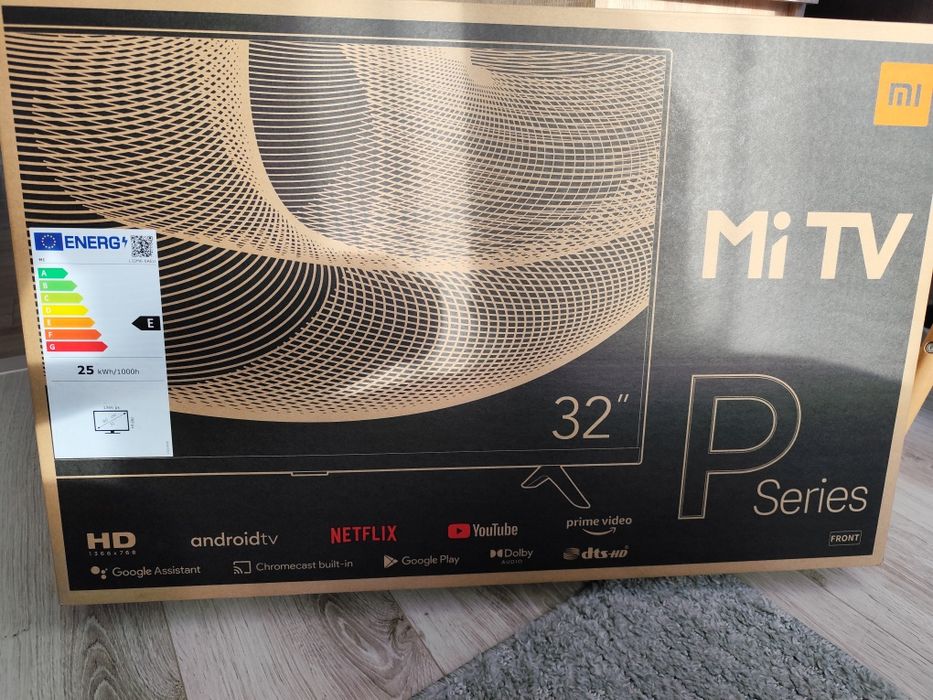 mi
Mi TV
ENERG
MI
A
B
C
D
E
F
G
E
25 kWh/1000h
32"
P
Series
HD
1366x768
androidtv
NETFLIX
YouTube
prime video
FRONT
Google Assistant
Chromecast built-in
Google Play
Dolby
AUDIO
dts-HD